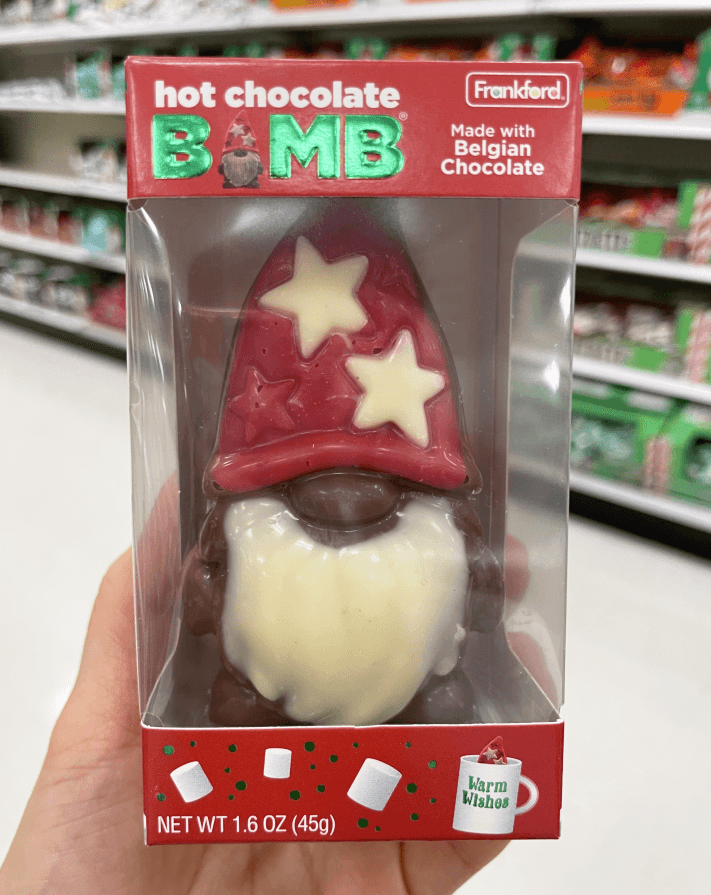 hot chocolate
BOMB®
Frankford®
Made with
Belgian
Chocolate
Warm
Wishes
NET WT 1.6 OZ (45g)